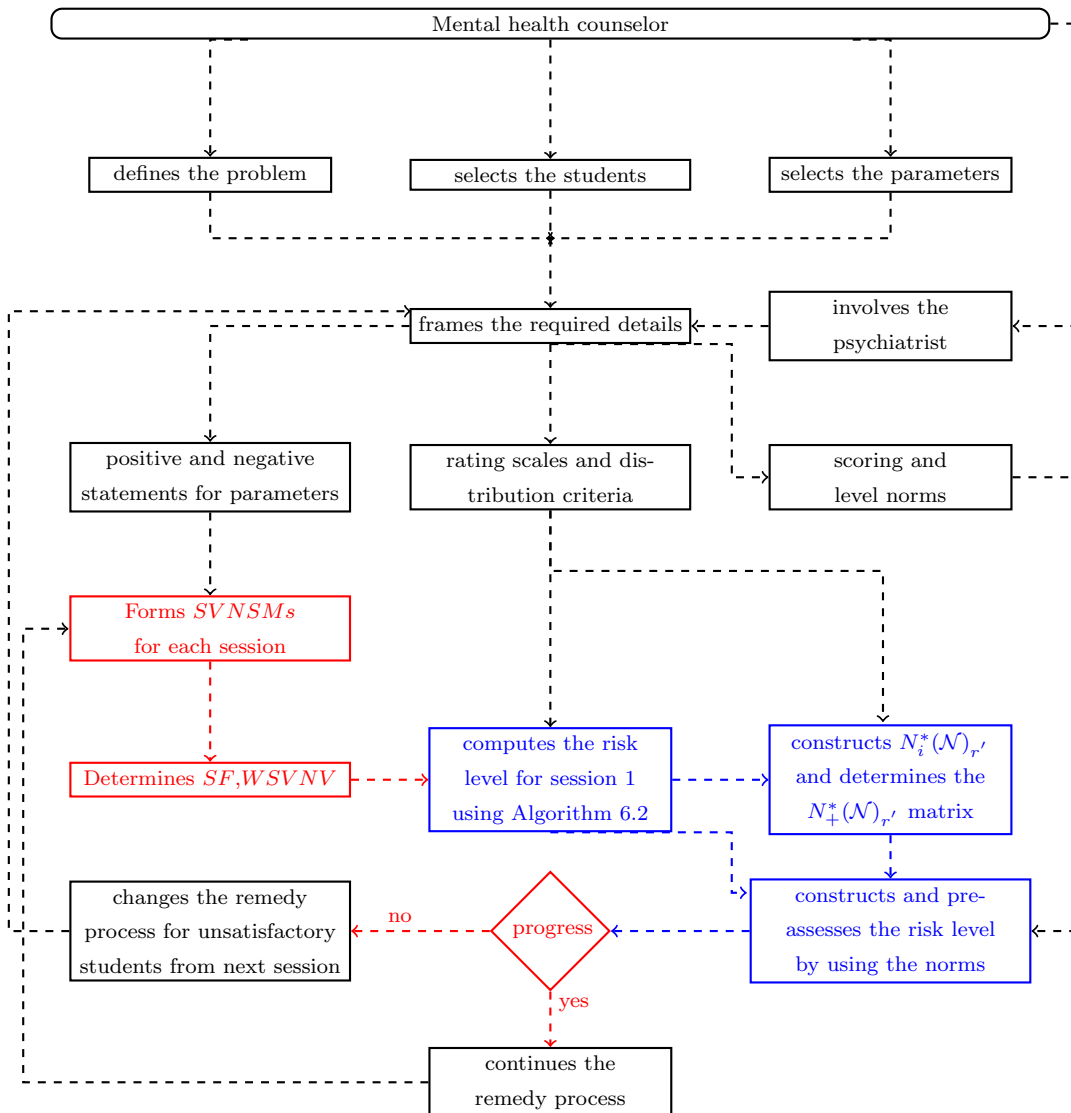 Mental health counselor
defines the problem
selects the students
selects the parameters
frames the required details
involves the
psychiatrist
positive and negative
statements for parameters
rating scales and dis-
tribution criteria
scoring and
level norms
Forms SVNSMs
for each session
Determines SF,WSVNV
computes the risk
level for session 1
using Algorithm 6.2
constructs $N_i^*(\mathcal{N})_{r'}$
and determines the
$N_+^*(\mathcal{N})_{r'}$ matrix
changes the remedy
process for unsatisfactory
students from next session
no
progress
constructs and pre-
assesses the risk level
by using the norms
yes
continues the
remedy process